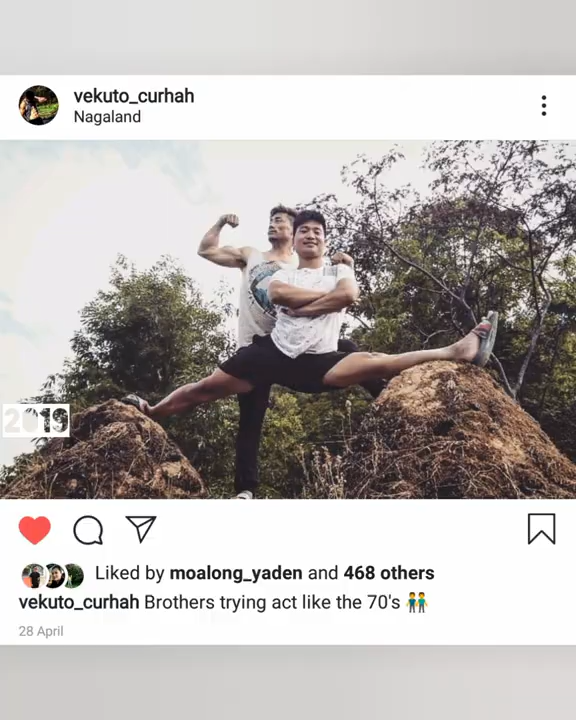 vekuto_curhah
Nagaland
2019
Liked by moalong_yaden and 468 others
vekuto_curhah Brothers trying act like the 70's 👬
28 April